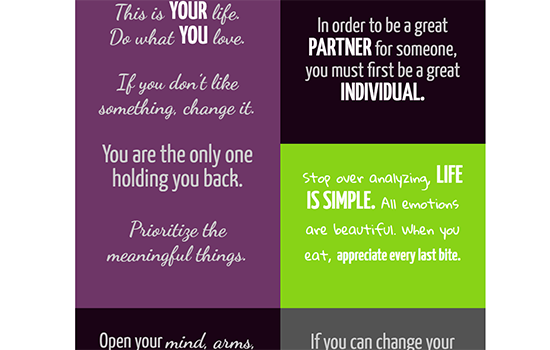 This is YOUR life.
Do what YOU love.
If you don't like
something, change it.
You are the only one
holding you back.
Prioritize the
meaningful things.
Open your mind, arms,
In order to be a great
PARTNER for someone,
you must first be a great
INDIVIDUAL.
Stop over analyzing, LIFE
IS SIMPLE. All emotions
are beautiful. When you
eat, appreciate every last bite.
If you can change your